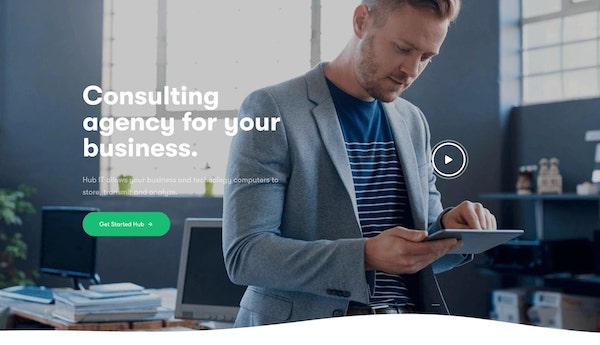 Consulting
agency for your
business.
Hub IT allows your business and technology computers to
store, transmit and analyze.
Get Started Hub →